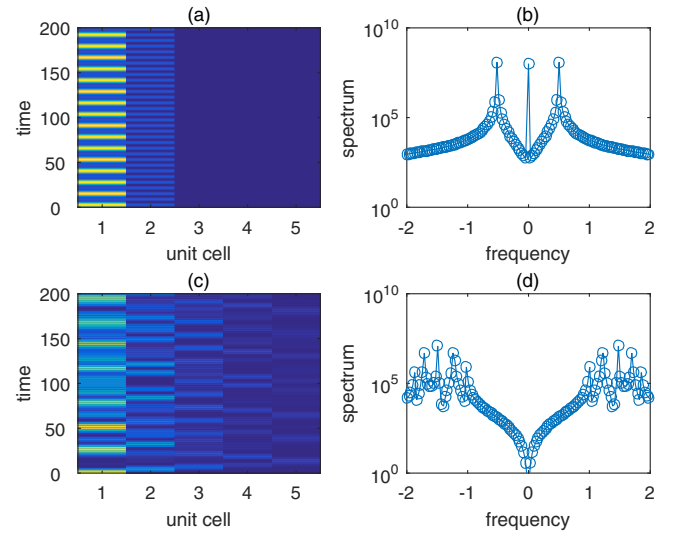 (a)
200
150
100
50
0
time
1 2 3 4 5
unit cell
(b)
10^10
10^5
10^0
spectrum
-2 -1 0 1 2
frequency
(c)
200
150
100
50
0
time
1 2 3 4 5
unit cell
(d)
10^10
10^5
10^0
spectrum
-2 -1 0 1 2
frequency